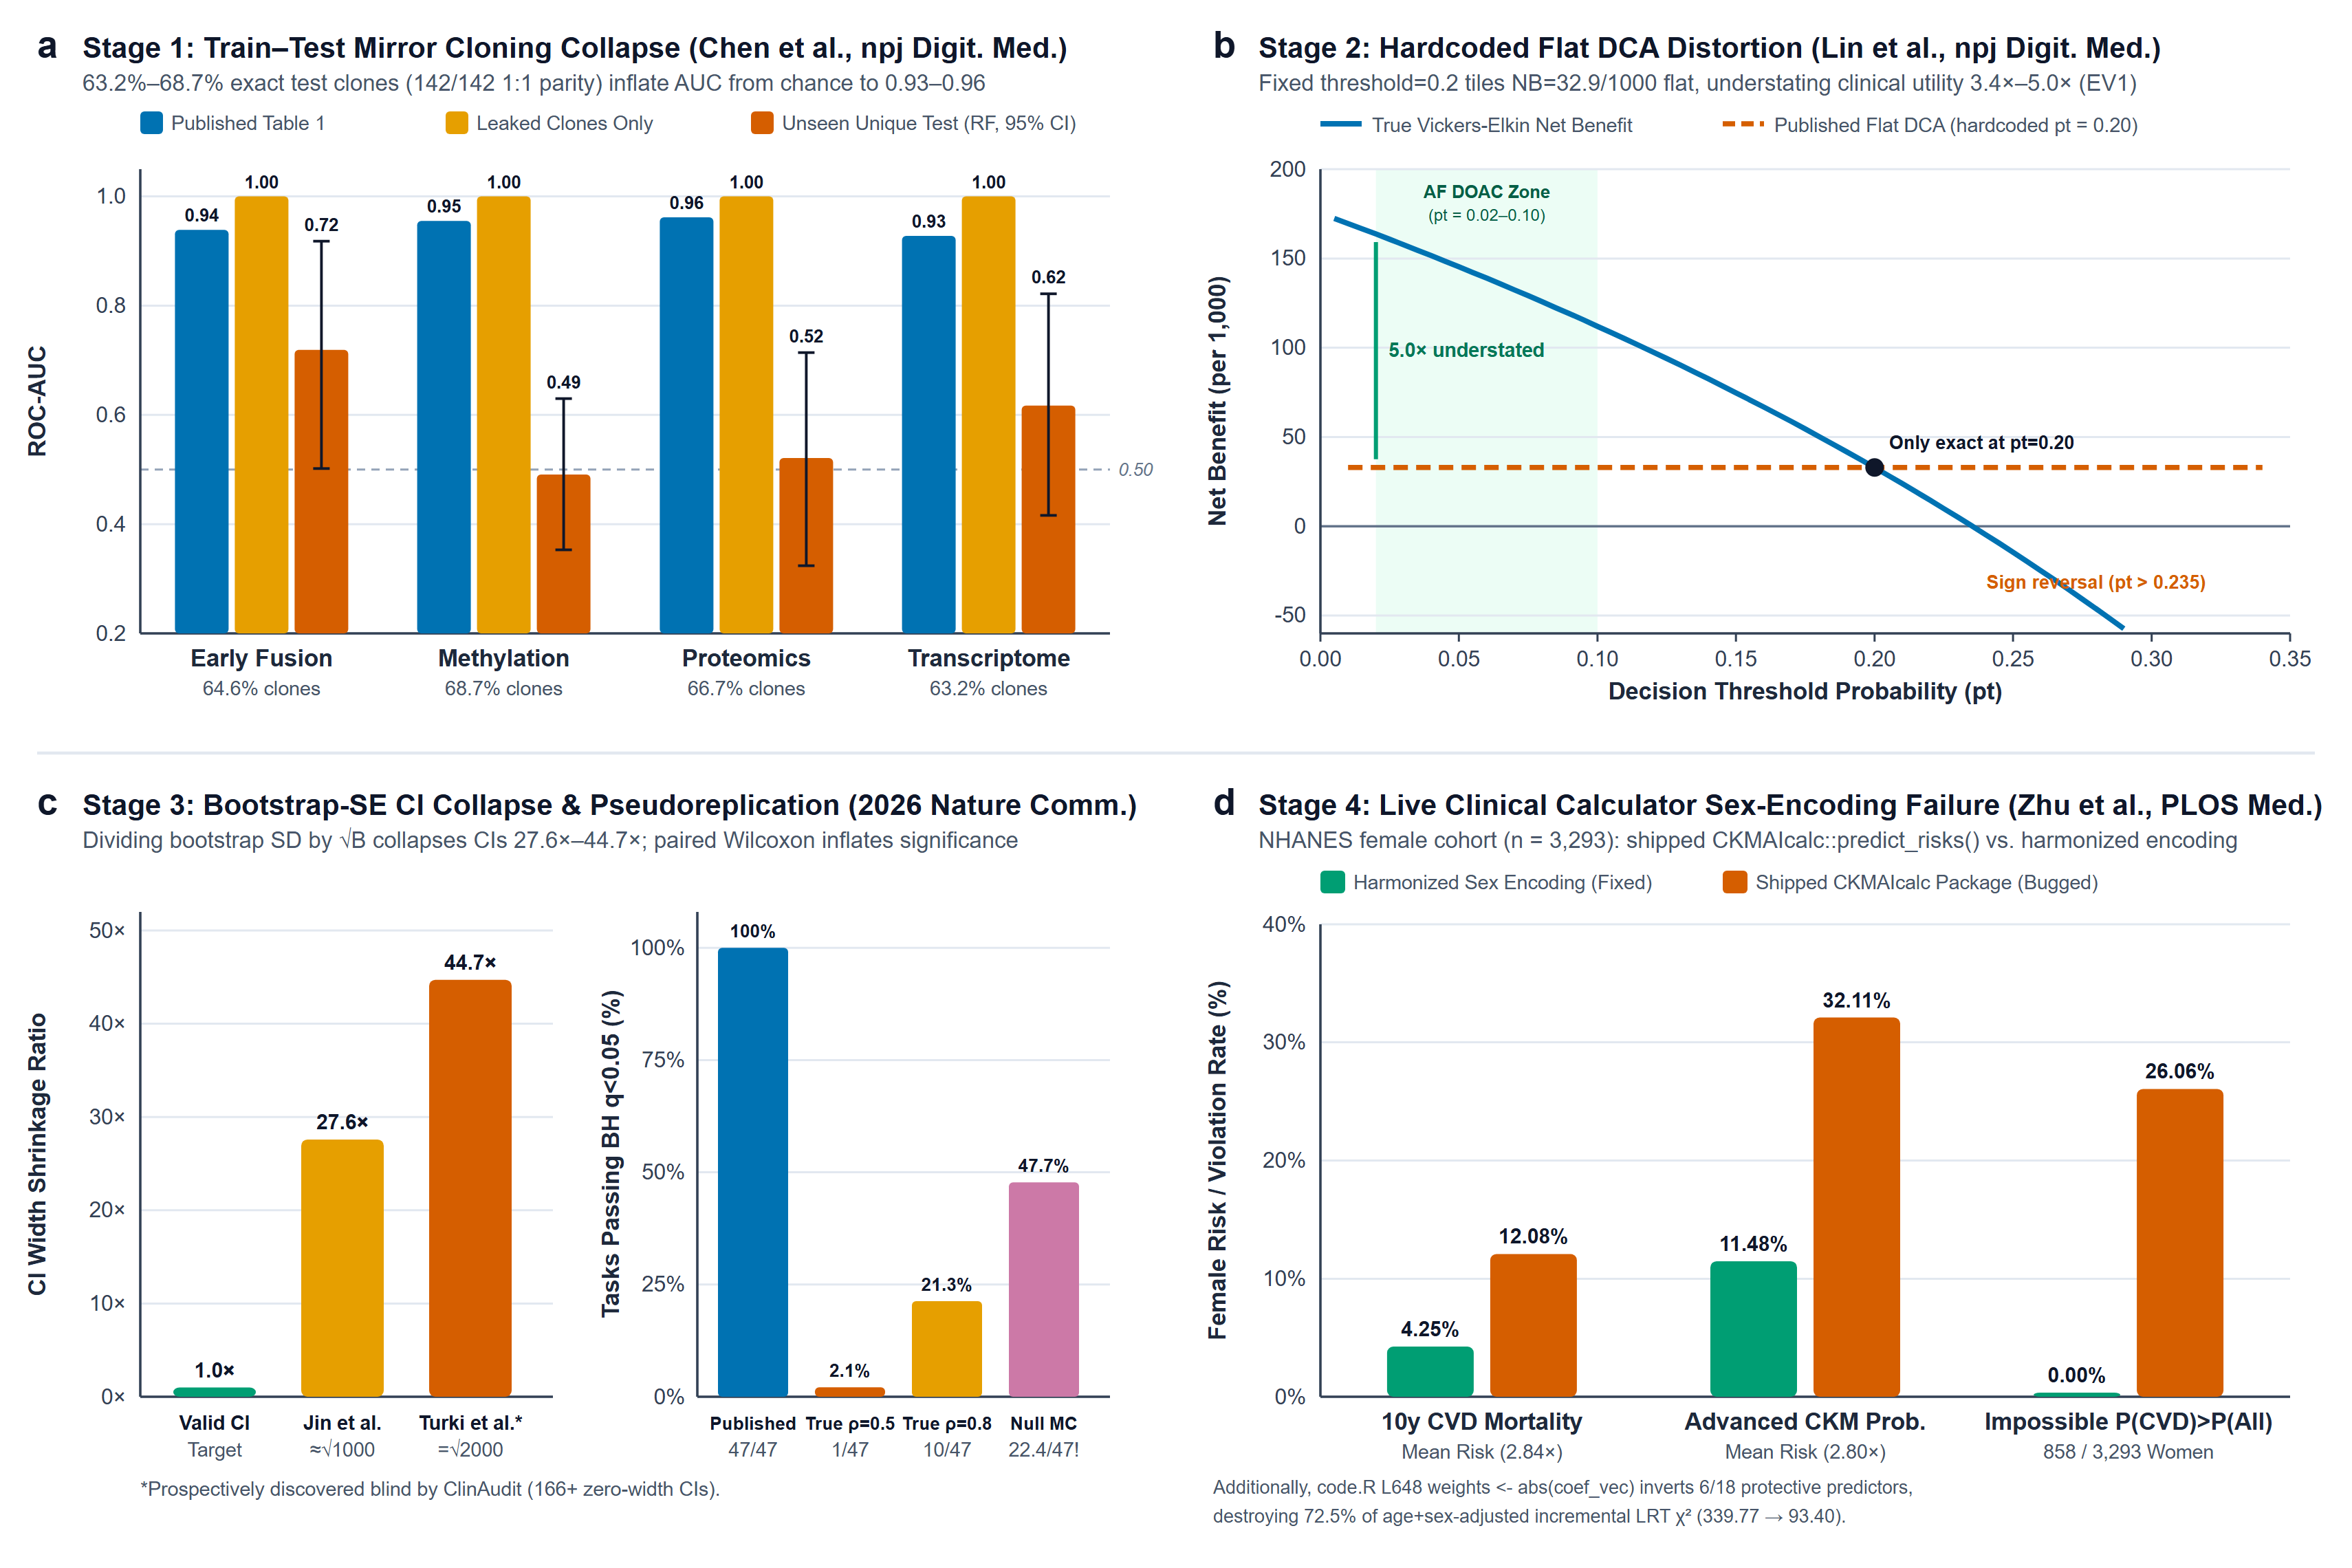 a Stage 1: Train–Test Mirror Cloning Collapse (Chen et al., npj Digit. Med.)
63.2%–68.7% exact test clones (142/142 1:1 parity) inflate AUC from chance to 0.93–0.96
Published Table 1
Leaked Clones Only
Unseen Unique Test (RF, 95% CI)
ROC-AUC
1.0
0.8
0.6
0.4
0.2
0.94
1.00
0.72
0.95
1.00
0.49
0.96
1.00
0.52
0.93
1.00
0.62
0.50
Early Fusion
64.6% clones
Methylation
68.7% clones
Proteomics
66.7% clones
Transcriptome
63.2% clones
b Stage 2: Hardcoded Flat DCA Distortion (Lin et al., npj Digit. Med.)
Fixed threshold=0.2 tiles NB=32.9/1000 flat, understating clinical utility 3.4×–5.0× (EV1)
True Vickers-Elkin Net Benefit
Published Flat DCA (hardcoded pt = 0.20)
Net Benefit (per 1,000)
200
150
100
50
0
-50
AF DOAC Zone
(pt = 0.02–0.10)
5.0× understated
Only exact at pt=0.20
Sign reversal (pt > 0.235)
0.00
0.05
0.10
0.15
0.20
0.25
0.30
0.35
Decision Threshold Probability (pt)
c Stage 3: Bootstrap-SE CI Collapse & Pseudoreplication (2026 Nature Comm.)
Dividing bootstrap SD by √B collapses CIs 27.6×–44.7×; paired Wilcoxon inflates significance
CI Width Shrinkage Ratio
50×
40×
30×
20×
10×
0×
1.0×
27.6×
44.7×
Valid CI
Target
Jin et al.
≈√1000
Turki et al.*
=√2000
Tasks Passing BH q<0.05 (%)
100%
75%
50%
25%
0%
100%
2.1%
21.3%
47.7%
Published
47/47
True ρ=0.5
1/47
True ρ=0.8
10/47
Null MC
22.4/47!
*Prospectively discovered blind by ClinAudit (166+ zero-width CIs).
d Stage 4: Live Clinical Calculator Sex-Encoding Failure (Zhu et al., PLOS Med.)
NHANES female cohort (n = 3,293): shipped CKMAIcalc::predict_risks() vs. harmonized encoding
Harmonized Sex Encoding (Fixed)
Shipped CKMAIcalc Package (Bugged)
Female Risk / Violation Rate (%)
40%
30%
20%
10%
0%
4.25%
12.08%
11.48%
32.11%
0.00%
26.06%
10y CVD Mortality
Mean Risk (2.84×)
Advanced CKM Prob.
Mean Risk (2.80×)
Impossible P(CVD)>P(All)
858 / 3,293 Women
Additionally, code.R L648 weights <- abs(coef_vec) inverts 6/18 protective predictors,
destroying 72.5% of age+sex-adjusted incremental LRT χ² (339.77 → 93.40).